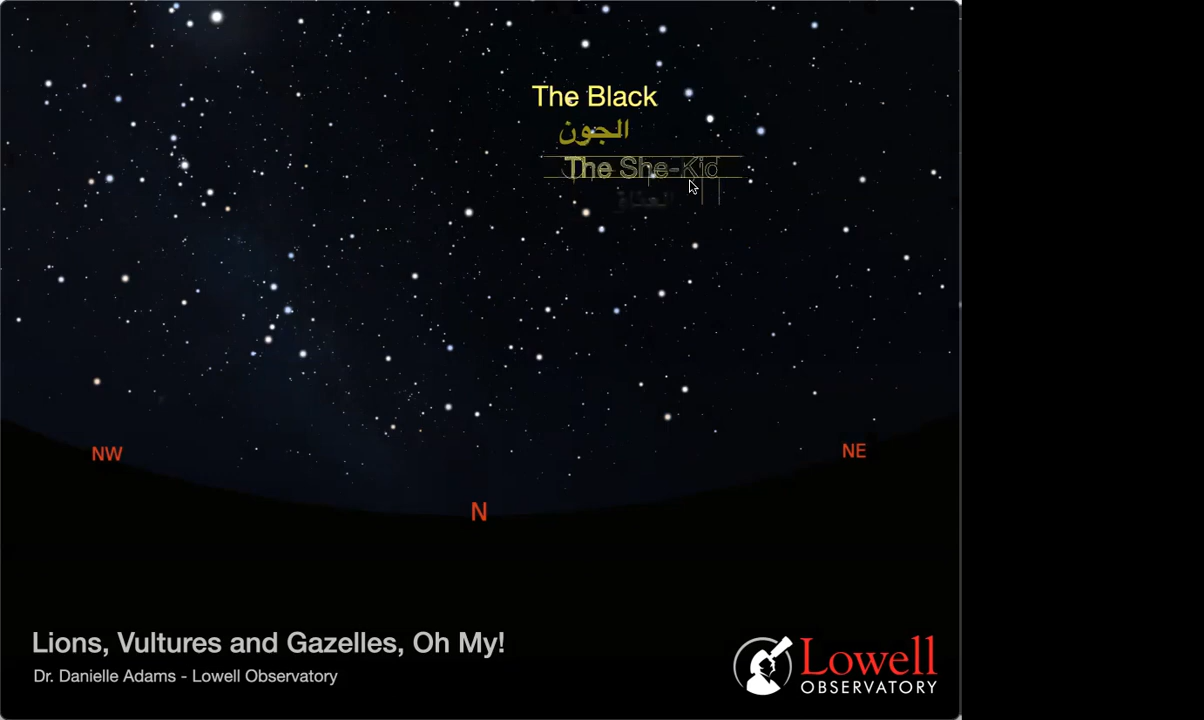 The Black
الجون
The She-Kid
العناق
NW
NE
N
Lions, Vultures and Gazelles, Oh My!
Dr. Danielle Adams - Lowell Observatory
Lowell
OBSERVATORY